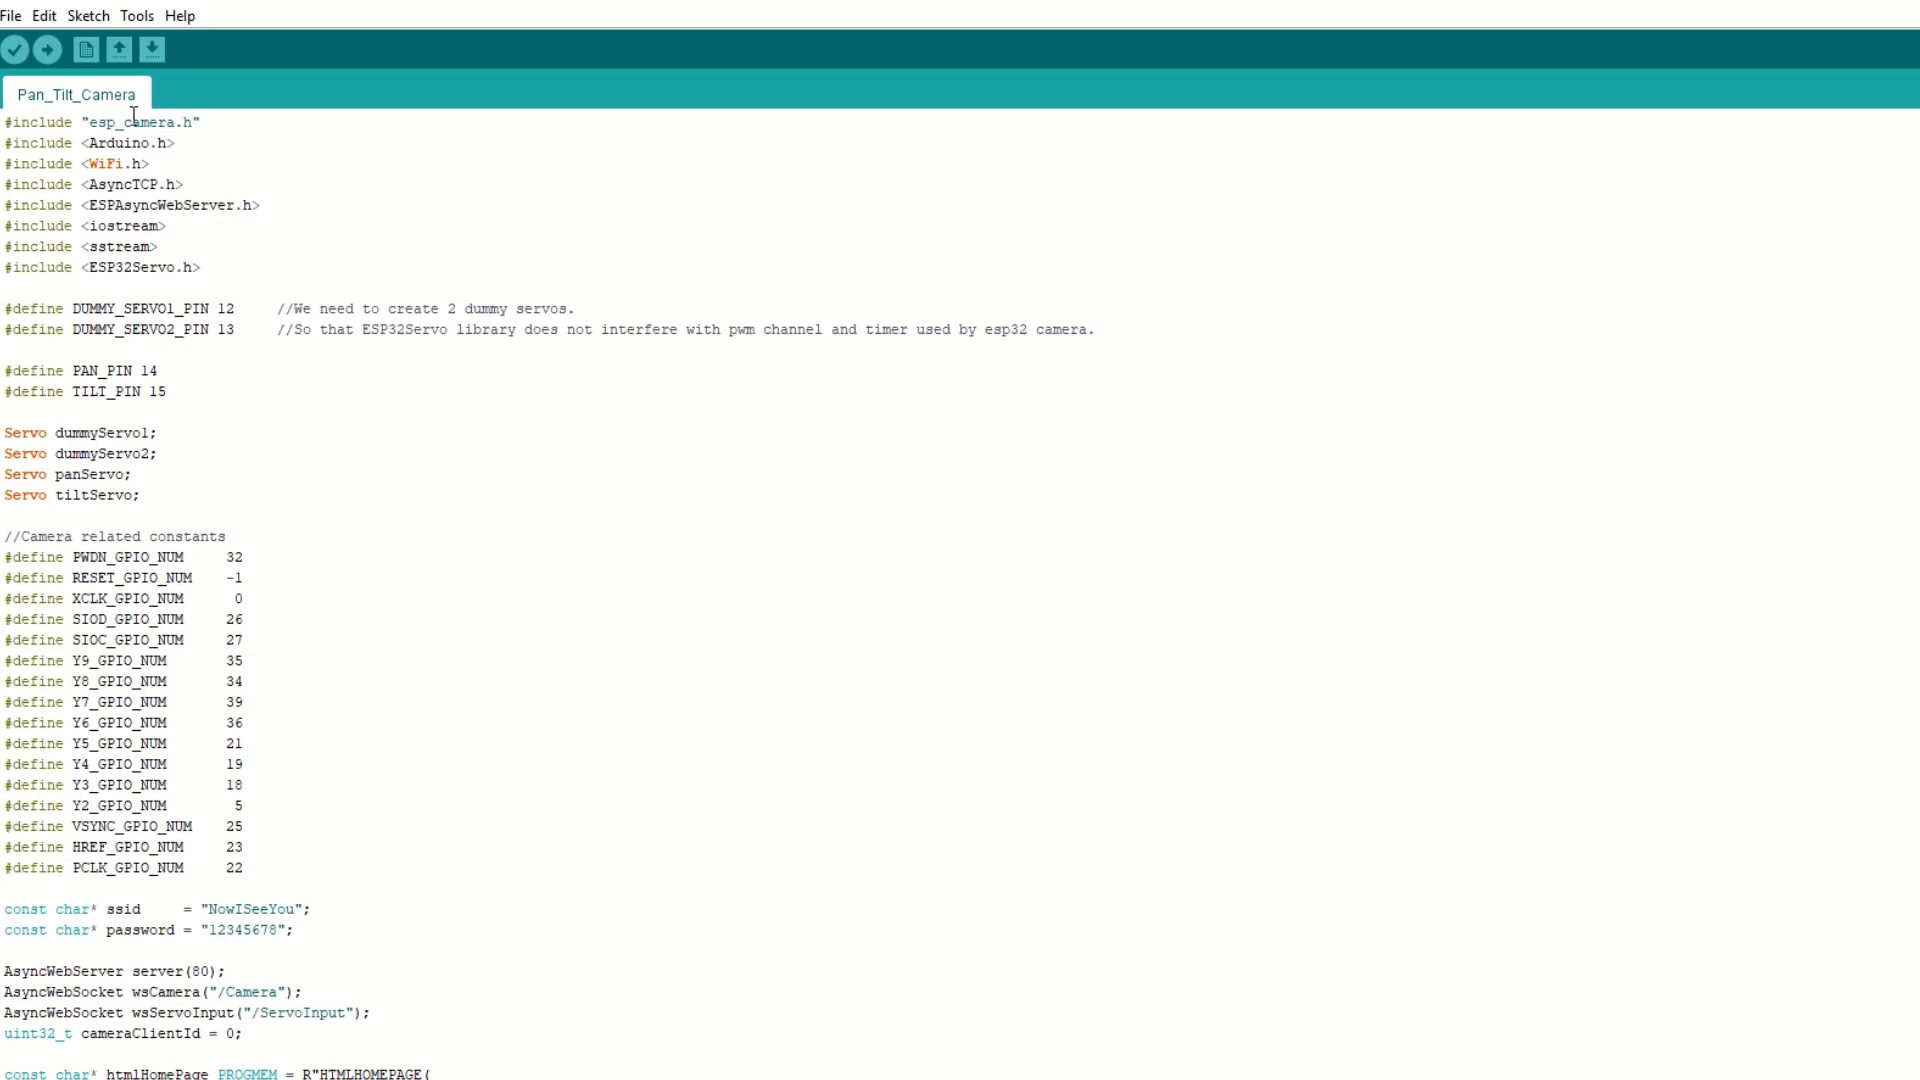 File Edit Sketch Tools Help
Pan_Tilt_Camera
#include "esp_camera.h"
#include <Arduino.h>
#include <WiFi.h>
#include <AsyncTCP.h>
#include <ESPAsyncWebServer.h>
#include <iostream>
#include <sstream>
#include <ESP32Servo.h>
#define DUMMY_SERVO1_PIN 12     //We need to create 2 dummy servos.
#define DUMMY_SERVO2_PIN 13     //So that ESP32Servo library does not interfere with pwm channel and timer used by esp32 camera.
#define PAN_PIN 14
#define TILT_PIN 15
Servo dummyServo1;
Servo dummyServo2;
Servo panServo;
Servo tiltServo;
//Camera related constants
#define PWDN_GPIO_NUM     32
#define RESET_GPIO_NUM    -1
#define XCLK_GPIO_NUM      0
#define SIOD_GPIO_NUM     26
#define SIOC_GPIO_NUM     27
#define Y9_GPIO_NUM       35
#define Y8_GPIO_NUM       34
#define Y7_GPIO_NUM       39
#define Y6_GPIO_NUM       36
#define Y5_GPIO_NUM       21
#define Y4_GPIO_NUM       19
#define Y3_GPIO_NUM       18
#define Y2_GPIO_NUM        5
#define VSYNC_GPIO_NUM    25
#define HREF_GPIO_NUM     23
#define PCLK_GPIO_NUM     22
const char* ssid     = "NowISeeYou";
const char* password = "12345678";
AsyncWebServer server(80);
AsyncWebSocket wsCamera("/Camera");
AsyncWebSocket wsServoInput("/ServoInput");
uint32_t cameraClientId = 0;
const char* htmlHomePage PROGMEM = R"HTMLHOMEPAGE(